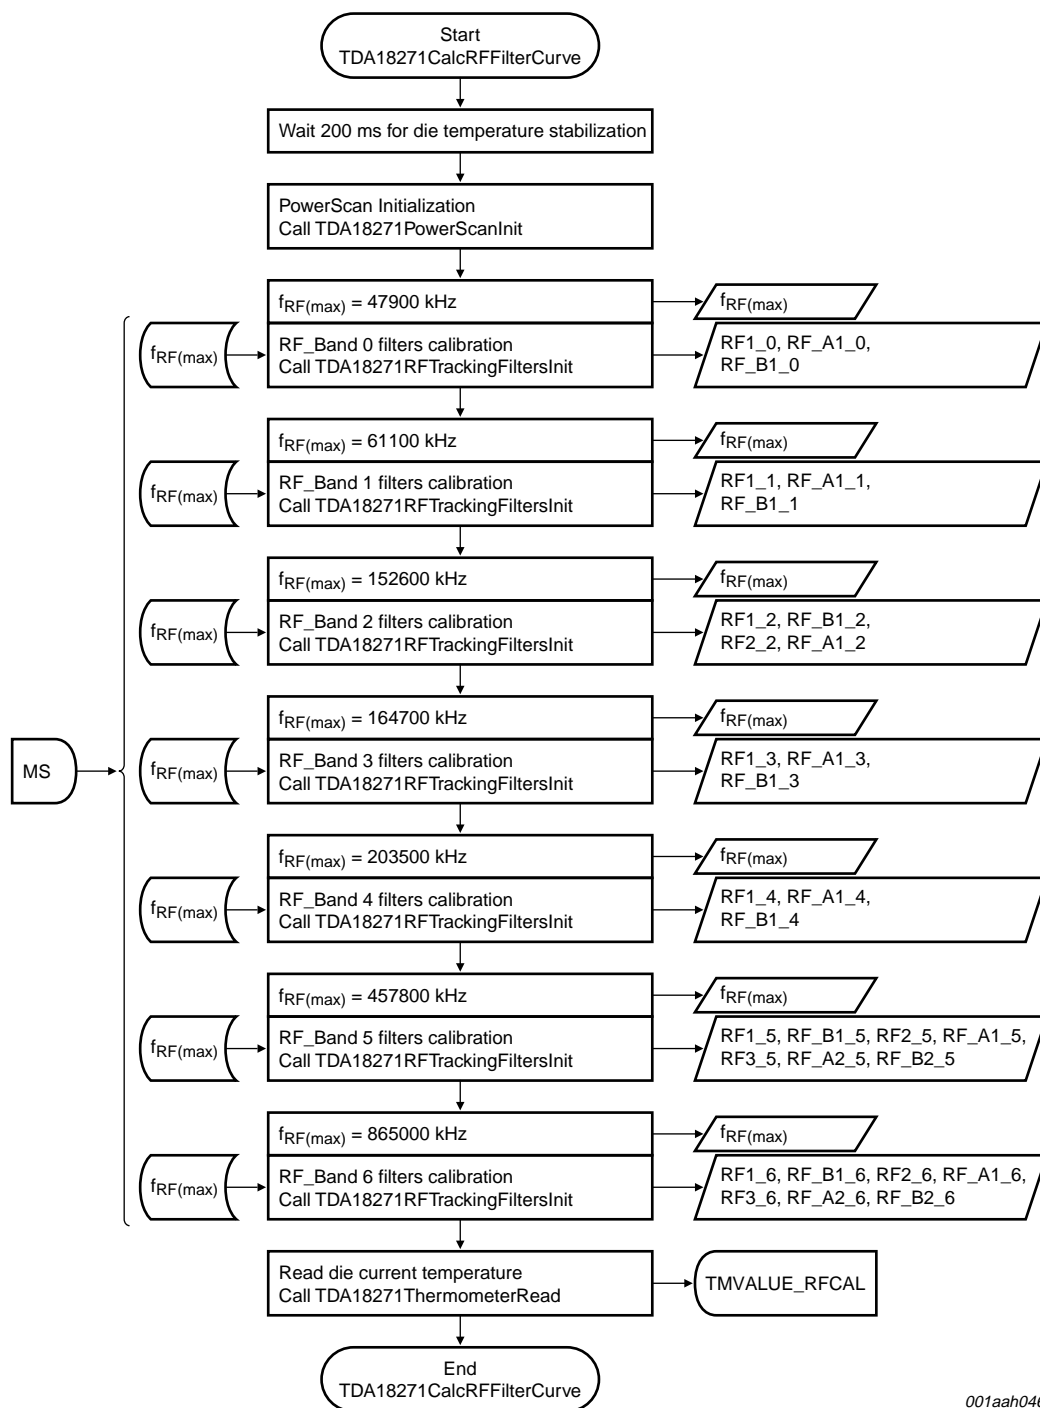 Start
TDA18271CalcRFFilterCurve
Wait 200 ms for die temperature stabilization
PowerScan Initialization
Call TDA18271PowerScanInit
fRF(max) = 47900 kHz
fRF(max)
fRF(max)
RF_Band 0 filters calibration
Call TDA18271RFTrackingFiltersInit
RF1_0, RF_A1_0,
RF_B1_0
fRF(max) = 61100 kHz
fRF(max)
fRF(max)
RF_Band 1 filters calibration
Call TDA18271RFTrackingFiltersInit
RF1_1, RF_A1_1,
RF_B1_1
fRF(max) = 152600 kHz
fRF(max)
fRF(max)
RF_Band 2 filters calibration
Call TDA18271RFTrackingFiltersInit
RF1_2, RF_B1_2,
RF2_2, RF_A1_2
fRF(max) = 164700 kHz
fRF(max)
MS
fRF(max)
RF_Band 3 filters calibration
Call TDA18271RFTrackingFiltersInit
RF1_3, RF_A1_3,
RF_B1_3
fRF(max) = 203500 kHz
fRF(max)
fRF(max)
RF_Band 4 filters calibration
Call TDA18271RFTrackingFiltersInit
RF1_4, RF_A1_4,
RF_B1_4
fRF(max) = 457800 kHz
fRF(max)
fRF(max)
RF_Band 5 filters calibration
Call TDA18271RFTrackingFiltersInit
RF1_5, RF_B1_5, RF2_5, RF_A1_5,
RF3_5, RF_A2_5, RF_B2_5
fRF(max) = 865000 kHz
fRF(max)
fRF(max)
RF_Band 6 filters calibration
Call TDA18271RFTrackingFiltersInit
RF1_6, RF_B1_6, RF2_6, RF_A1_6,
RF3_6, RF_A2_6, RF_B2_6
Read die current temperature
Call TDA18271ThermometerRead
TMVALUE_RFCAL
End
TDA18271CalcRFFilterCurve
001aah046